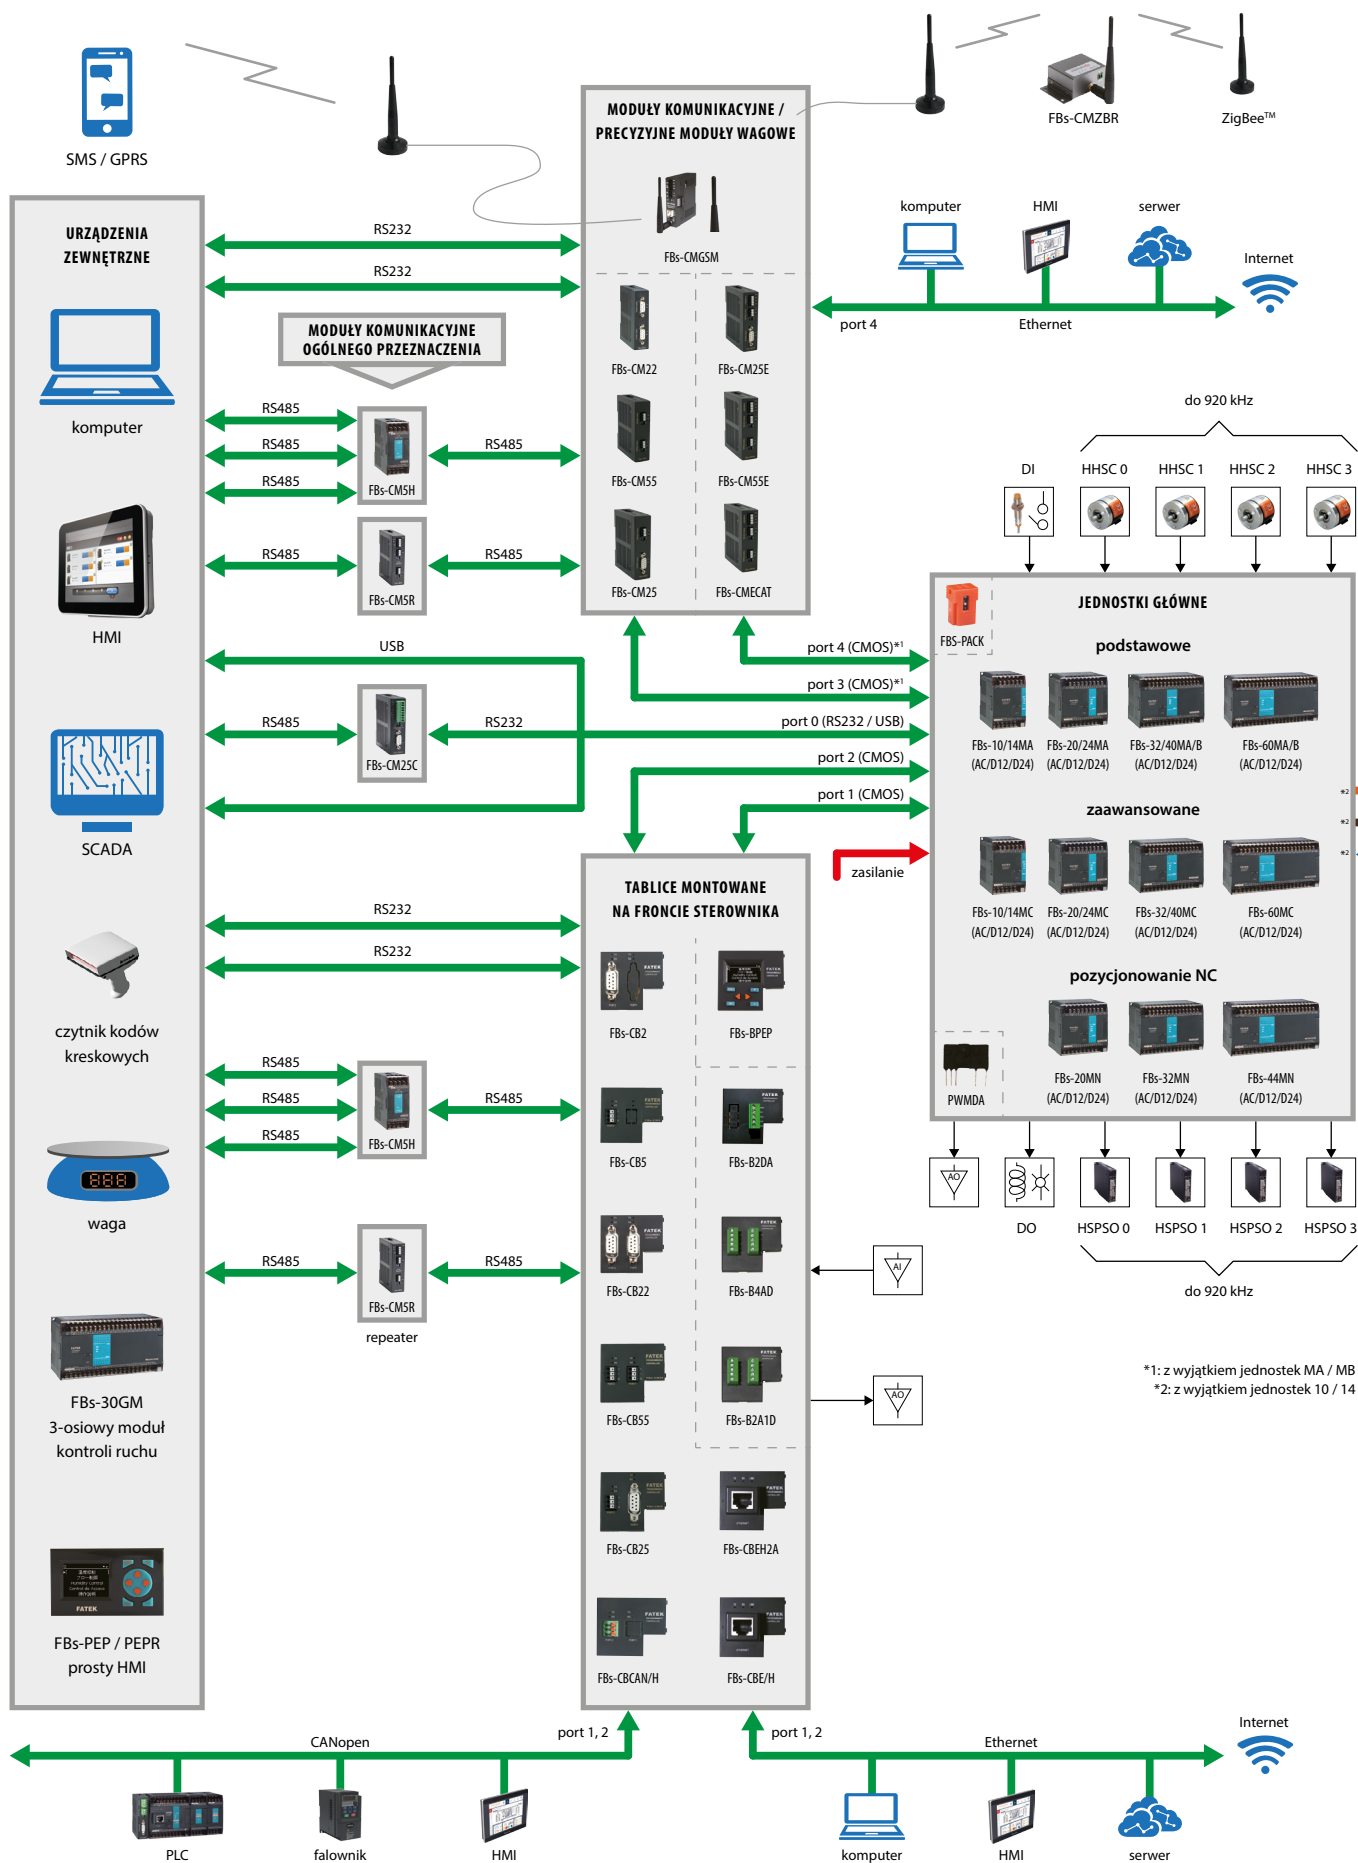 SMS / GPRS
MODUŁY KOMUNIKACYJNE /
PRECYZYJNE MODUŁY WAGOWE
FBs-CMGSM
FBs-CM22
FBs-CM25E
FBs-CM55
FBs-CM55E
FBs-CM25
FBs-CMECAT
FBs-CMZBR
ZigBee™
komputer
HMI
serwer
Internet
port 4
Ethernet
URZĄDZENIA
ZEWNĘTRZNE
komputer
HMI
SCADA
czytnik kodów
kreskowych
waga
FBs-30GM
3-osiowy moduł
kontroli ruchu
FBs-PEP / PEPR
prosty HMI
RS232
RS232
MODUŁY KOMUNIKACYJNE
OGÓLNEGO PRZEZNACZENIA
RS485
RS485
RS485
FBs-CM5H
RS485
RS485
FBs-CM5R
RS485
USB
RS485
FBs-CM25C
RS232
port 4 (CMOS)*1
port 3 (CMOS)*1
port 0 (RS232 / USB)
port 2 (CMOS)
port 1 (CMOS)
zasilanie
do 920 kHz
DI
HHSC 0
HHSC 1
HHSC 2
HHSC 3
JEDNOSTKI GŁÓWNE
FBS-PACK
podstawowe
FBs-10/14MA
(AC/D12/D24)
FBs-20/24MA
(AC/D12/D24)
FBs-32/40MA/B
(AC/D12/D24)
FBs-60MA/B
(AC/D12/D24)
zaawansowane
*2
*2
*2
FBs-10/14MC
(AC/D12/D24)
FBs-20/24MC
(AC/D12/D24)
FBs-32/40MC
(AC/D12/D24)
FBs-60MC
(AC/D12/D24)
pozycjonowanie NC
PWMDA
FBs-20MN
(AC/D12/D24)
FBs-32MN
(AC/D12/D24)
FBs-44MN
(AC/D12/D24)
AO
DO
HSPSO 0
HSPSO 1
HSPSO 2
HSPSO 3
do 920 kHz
*1: z wyjątkiem jednostek MA / MB
*2: z wyjątkiem jednostek 10 / 14
TABLICE MONTOWANE
NA FRONCIE STEROWNIKA
FBs-CB2
FBs-BPEP
FBs-CB5
FBs-B2DA
FBs-CB22
FBs-B4AD
FBs-CB55
FBs-B2A1D
FBs-CB25
FBs-CBEH2A
FBs-CBCAN/H
FBs-CBE/H
FATEK
AI
AO
RS232
RS232
RS485
RS485
RS485
FBs-CM5H
RS485
RS485
FBs-CM5R
repeater
RS485
port 1, 2
CANopen
PLC
falownik
HMI
port 1, 2
Ethernet
Internet
komputer
HMI
serwer